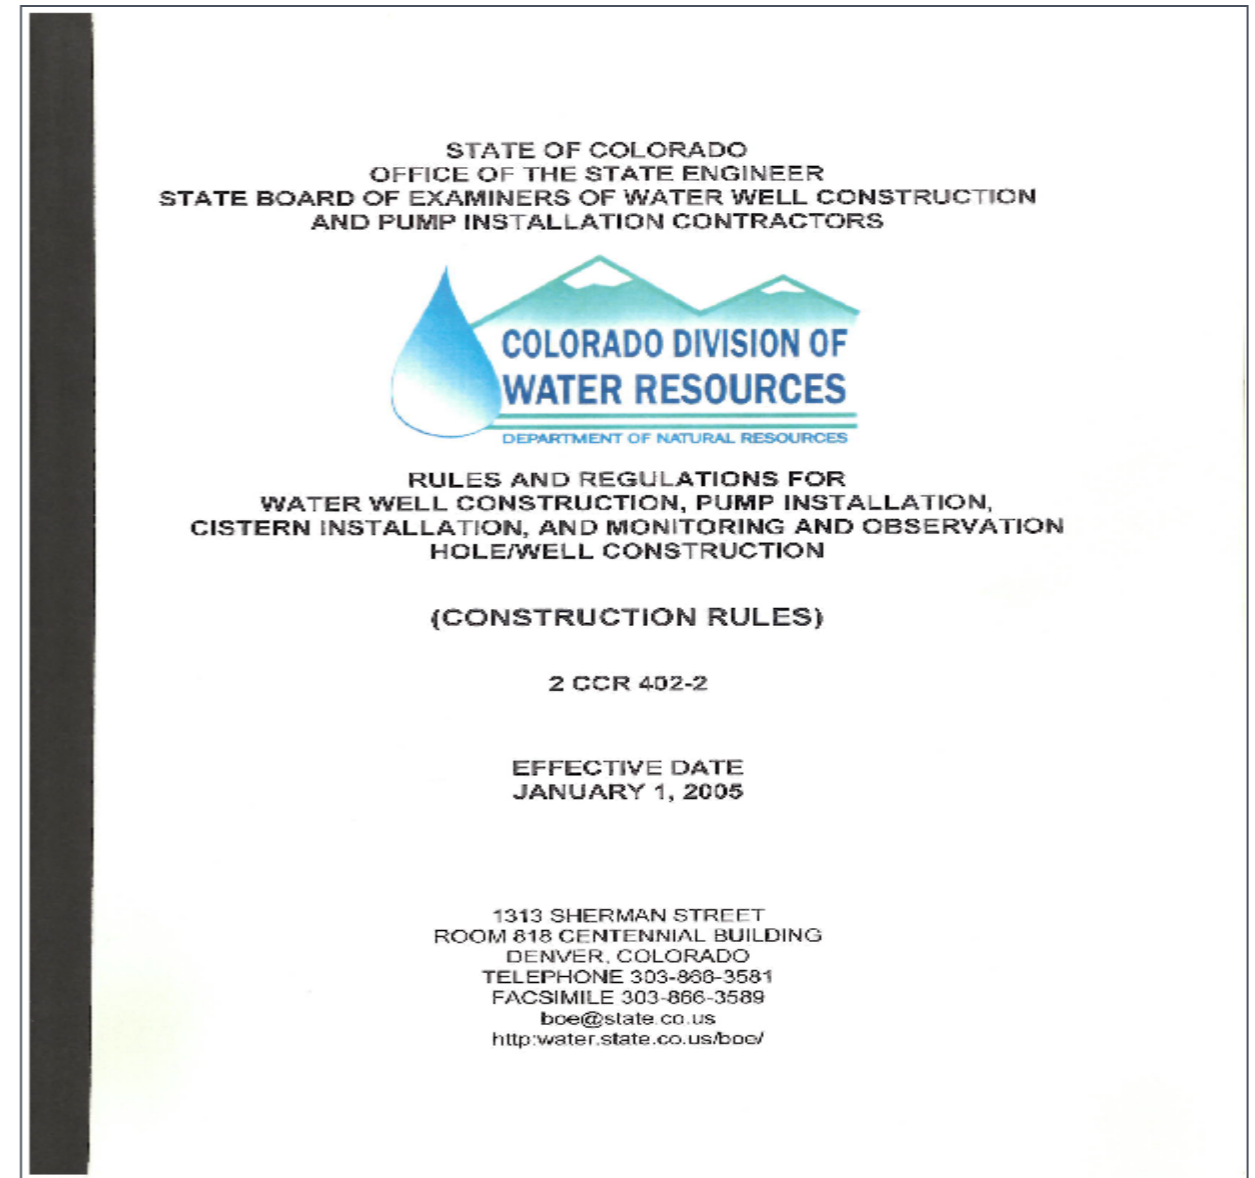 STATE OF COLORADO
OFFICE OF THE STATE ENGINEER
STATE BOARD OF EXAMINERS OF WATER WELL CONSTRUCTION
AND PUMP INSTALLATION CONTRACTORS
COLORADO DIVISION OF
WATER RESOURCES
DEPARTMENT OF NATURAL RESOURCES
RULES AND REGULATIONS FOR
WATER WELL CONSTRUCTION, PUMP INSTALLATION,
CISTERN INSTALLATION, AND MONITORING AND OBSERVATION
HOLE/WELL CONSTRUCTION
(CONSTRUCTION RULES)
2 CCR 402-2
EFFECTIVE DATE
JANUARY 1, 2005
1313 SHERMAN STREET
ROOM 818 CENTENNIAL BUILDING
DENVER, COLORADO
TELEPHONE 303-866-3581
FACSIMILE 303-866-3589
boe@state.co.us
http:water.state.co.us/boe/